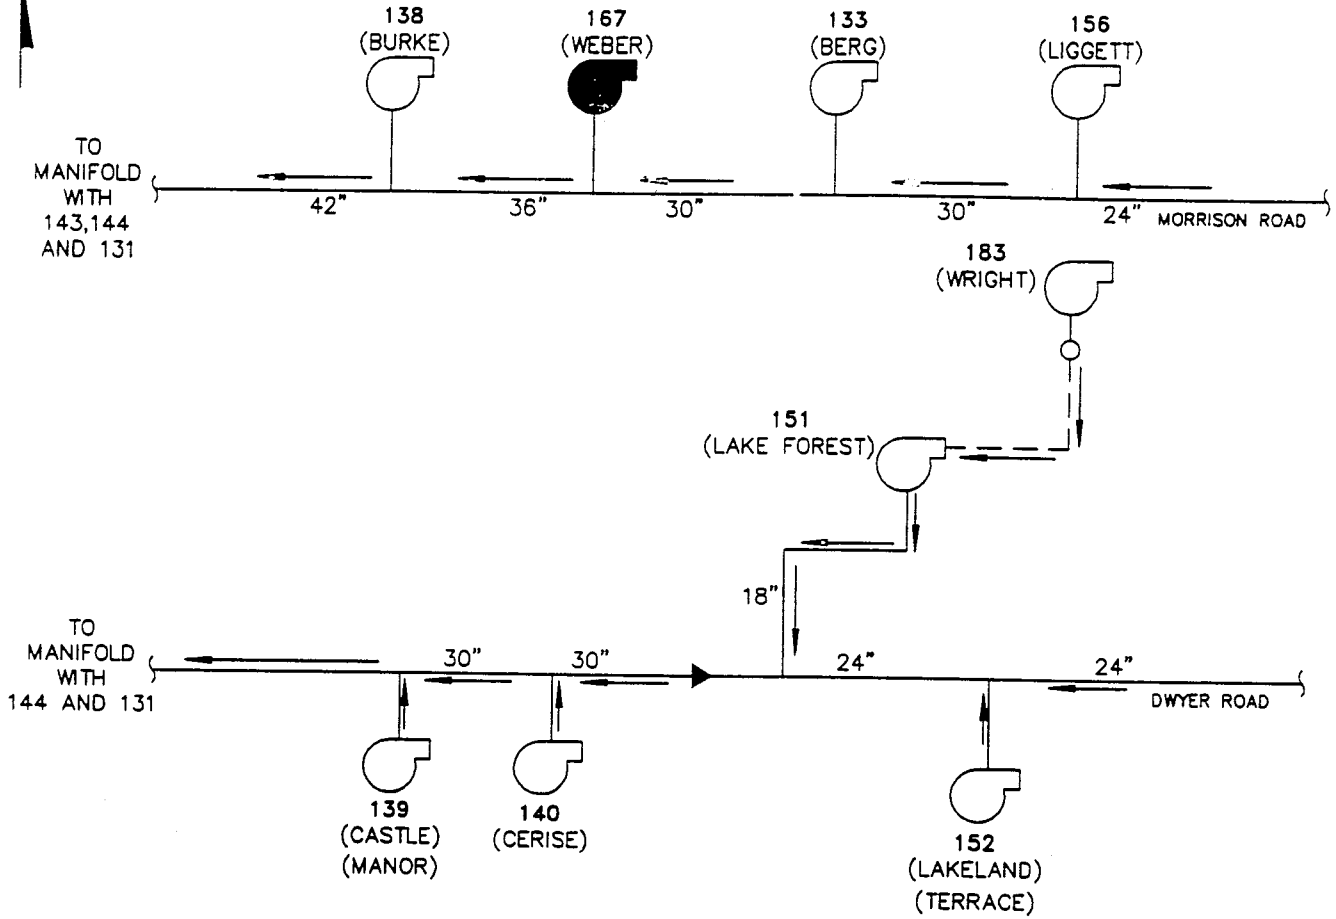 138
(BURKE)
167
(WEBER)
133
(BERG)
156
(LIGGETT)
TO
MANIFOLD
WITH
143,144
AND 131
42"
36"
30"
30"
24"
MORRISON ROAD
183
(WRIGHT)
151
(LAKE FOREST)
18"
TO
MANIFOLD
WITH
144 AND 131
30"
30"
24"
24"
DWYER ROAD
139
(CASTLE)
(MANOR)
140
(CERISE)
152
(LAKELAND)
(TERRACE)